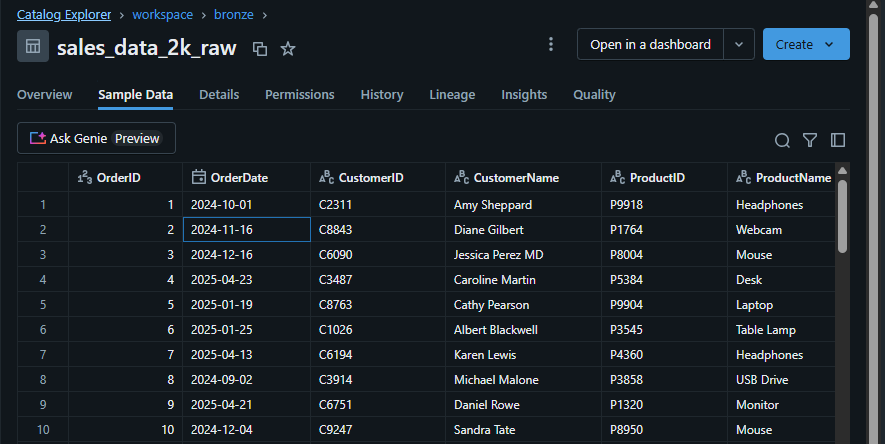 Catalog Explorer > workspace > bronze >
sales_data_2k_raw
Open in a dashboard
Create
Overview Sample Data Details Permissions History Lineage Insights Quality
Ask Genie Preview
123 OrderID OrderDate ABC CustomerID ABC CustomerName ABC ProductID ABC ProductName
1 1 2024-10-01 C2311 Amy Sheppard P9918 Headphones
2 2 2024-11-16 C8843 Diane Gilbert P1764 Webcam
3 3 2024-12-16 C6090 Jessica Perez MD P8004 Mouse
4 4 2025-04-23 C3487 Caroline Martin P5384 Desk
5 5 2025-01-19 C8763 Cathy Pearson P9904 Laptop
6 6 2025-01-25 C1026 Albert Blackwell P3545 Table Lamp
7 7 2025-04-13 C6194 Karen Lewis P4360 Headphones
8 8 2024-09-02 C3914 Michael Malone P3858 USB Drive
9 9 2025-04-21 C6751 Daniel Rowe P1320 Monitor
10 10 2024-12-04 C9247 Sandra Tate P8950 Mouse